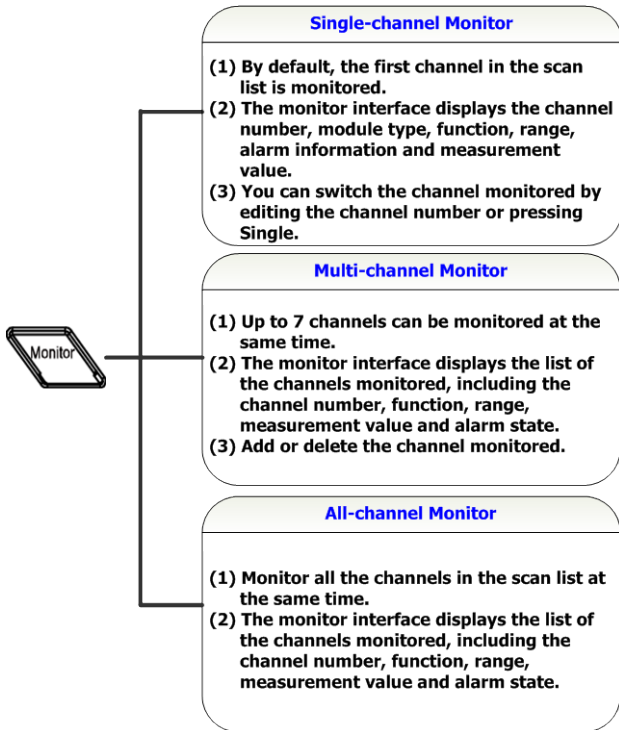 Single-channel Monitor
(1) By default, the first channel in the scan
list is monitored.
(2) The monitor interface displays the channel
number, module type, function, range,
alarm information and measurement
value.
(3) You can switch the channel monitored by
editing the channel number or pressing
Single.
Multi-channel Monitor
(1) Up to 7 channels can be monitored at the
same time.
(2) The monitor interface displays the list of
the channels monitored, including the
channel number, function, range,
measurement value and alarm state.
(3) Add or delete the channel monitored.
Monitor
All-channel Monitor
(1) Monitor all the channels in the scan list at
the same time.
(2) The monitor interface displays the list of
the channels monitored, including the
channel number, function, range,
measurement value and alarm state.